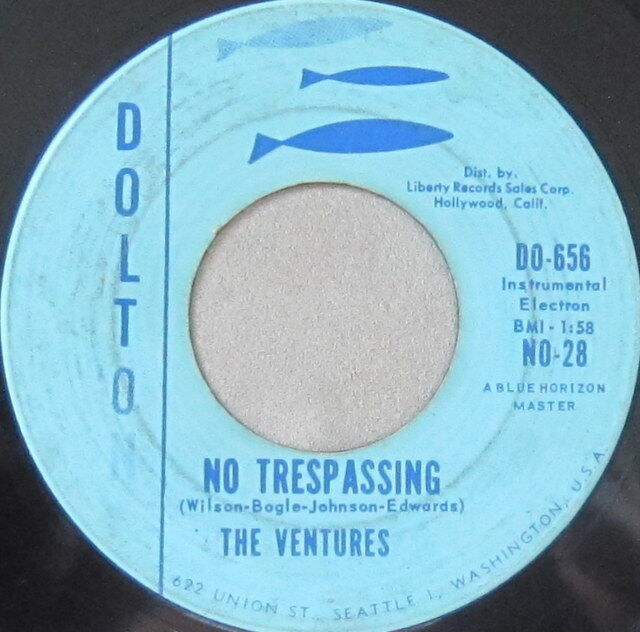 DOLTON
Dist. by.
Liberty Records Sales Corp.
Hollywood, Calif.
DO-656
Instrumental
Electron
BMI - 1:58
NO-28
A BLUE HORIZON
MASTER
NO TRESPASSING
(Wilson-Bogle-Johnson-Edwards)
THE VENTURES
622 UNION ST., SEATTLE 1, WASHINGTON, U.S.A.